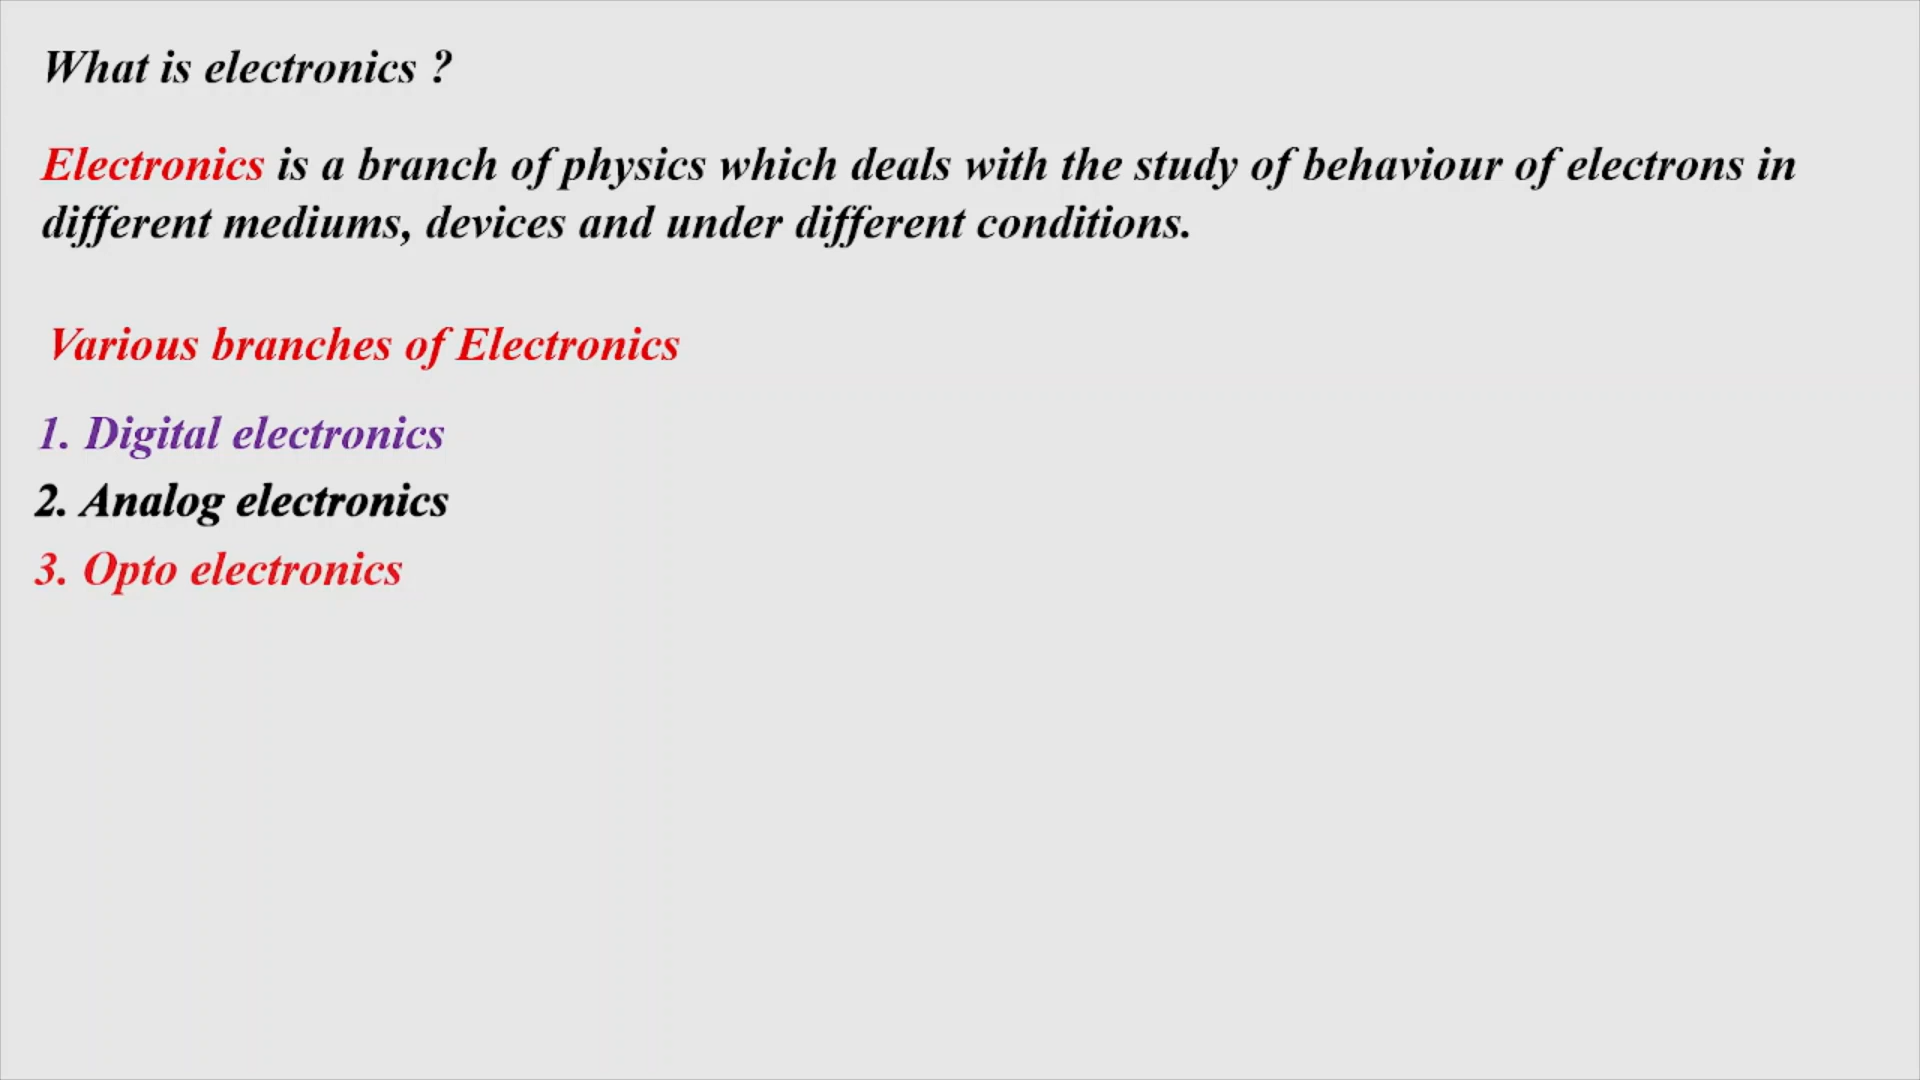 What is electronics ?
Electronics is a branch of physics which deals with the study of behaviour of electrons in
different mediums, devices and under different conditions.
Various branches of Electronics
1. Digital electronics
2. Analog electronics
3. Opto electronics